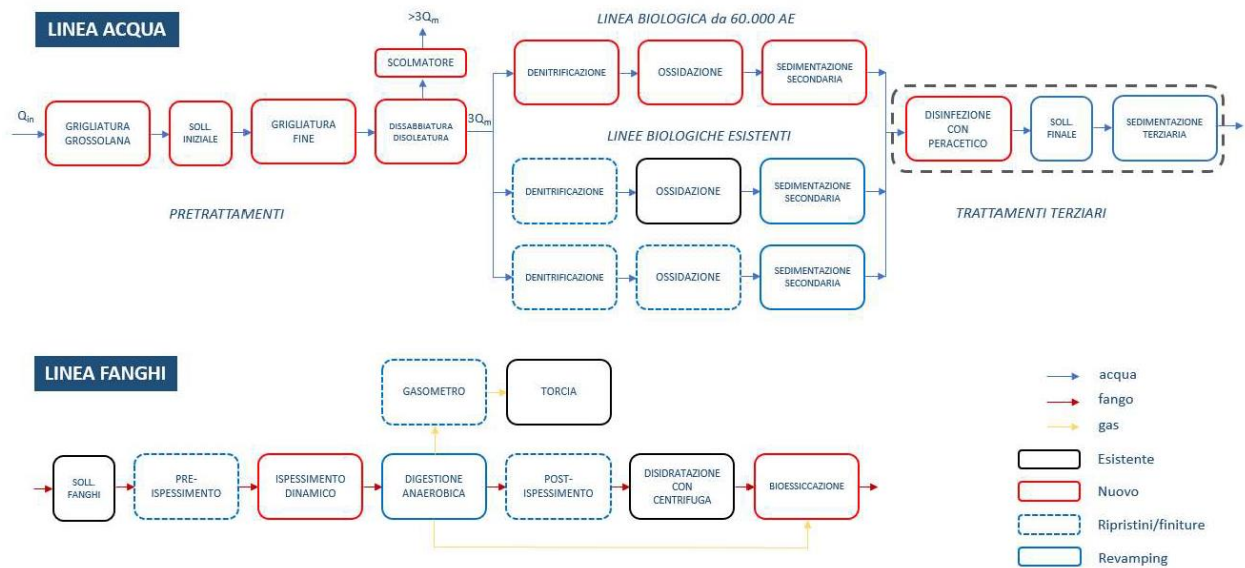 LINEA ACQUA
>3Qm
SCOLMATORE
Qin
GRIGLIATURA
GROSSOLANA
SOLL.
INIZIALE
GRIGLIATURA
FINE
DISSABBIATURA
DISOLEATURA
3Qm
PRETRATTAMENTI
LINEA BIOLOGICA da 60.000 AE
DENITRIFICAZIONE
OSSIDAZIONE
SEDIMENTAZIONE
SECONDARIA
LINEE BIOLOGICHE ESISTENTI
DENITRIFICAZIONE
OSSIDAZIONE
SEDIMENTAZIONE
SECONDARIA
DENITRIFICAZIONE
OSSIDAZIONE
SEDIMENTAZIONE
SECONDARIA
DISINFEZIONE
CON
PERACETICO
SOLL.
FINALE
SEDIMENTAZIONE
TERZIARIA
TRATTAMENTI TERZIARI
LINEA FANGHI
GASOMETRO
TORCIA
SOLL.
FANGHI
PRE-
ISPESSIMENTO
ISPESSIMENTO
DINAMICO
DIGESTIONE
ANAEROBICA
POST-
ISPESSIMENTO
DISIDRATAZIONE
CON
CENTRIFUGA
BIOESSICCAZIONE
acqua
fango
gas
Esistente
Nuovo
Ripristini/finiture
Revamping